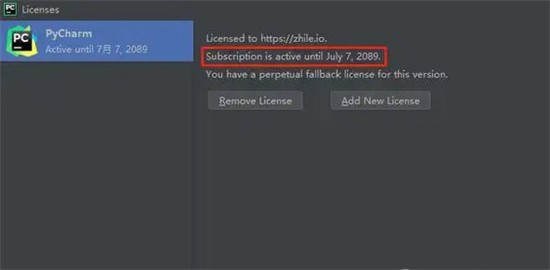 PC Licenses
PC PyCharm
Active until 7月 7, 2089
Licensed to https://zhile.io.
Subscription is active until July 7, 2089.
You have a perpetual fallback license for this version.
Remove License Add New License